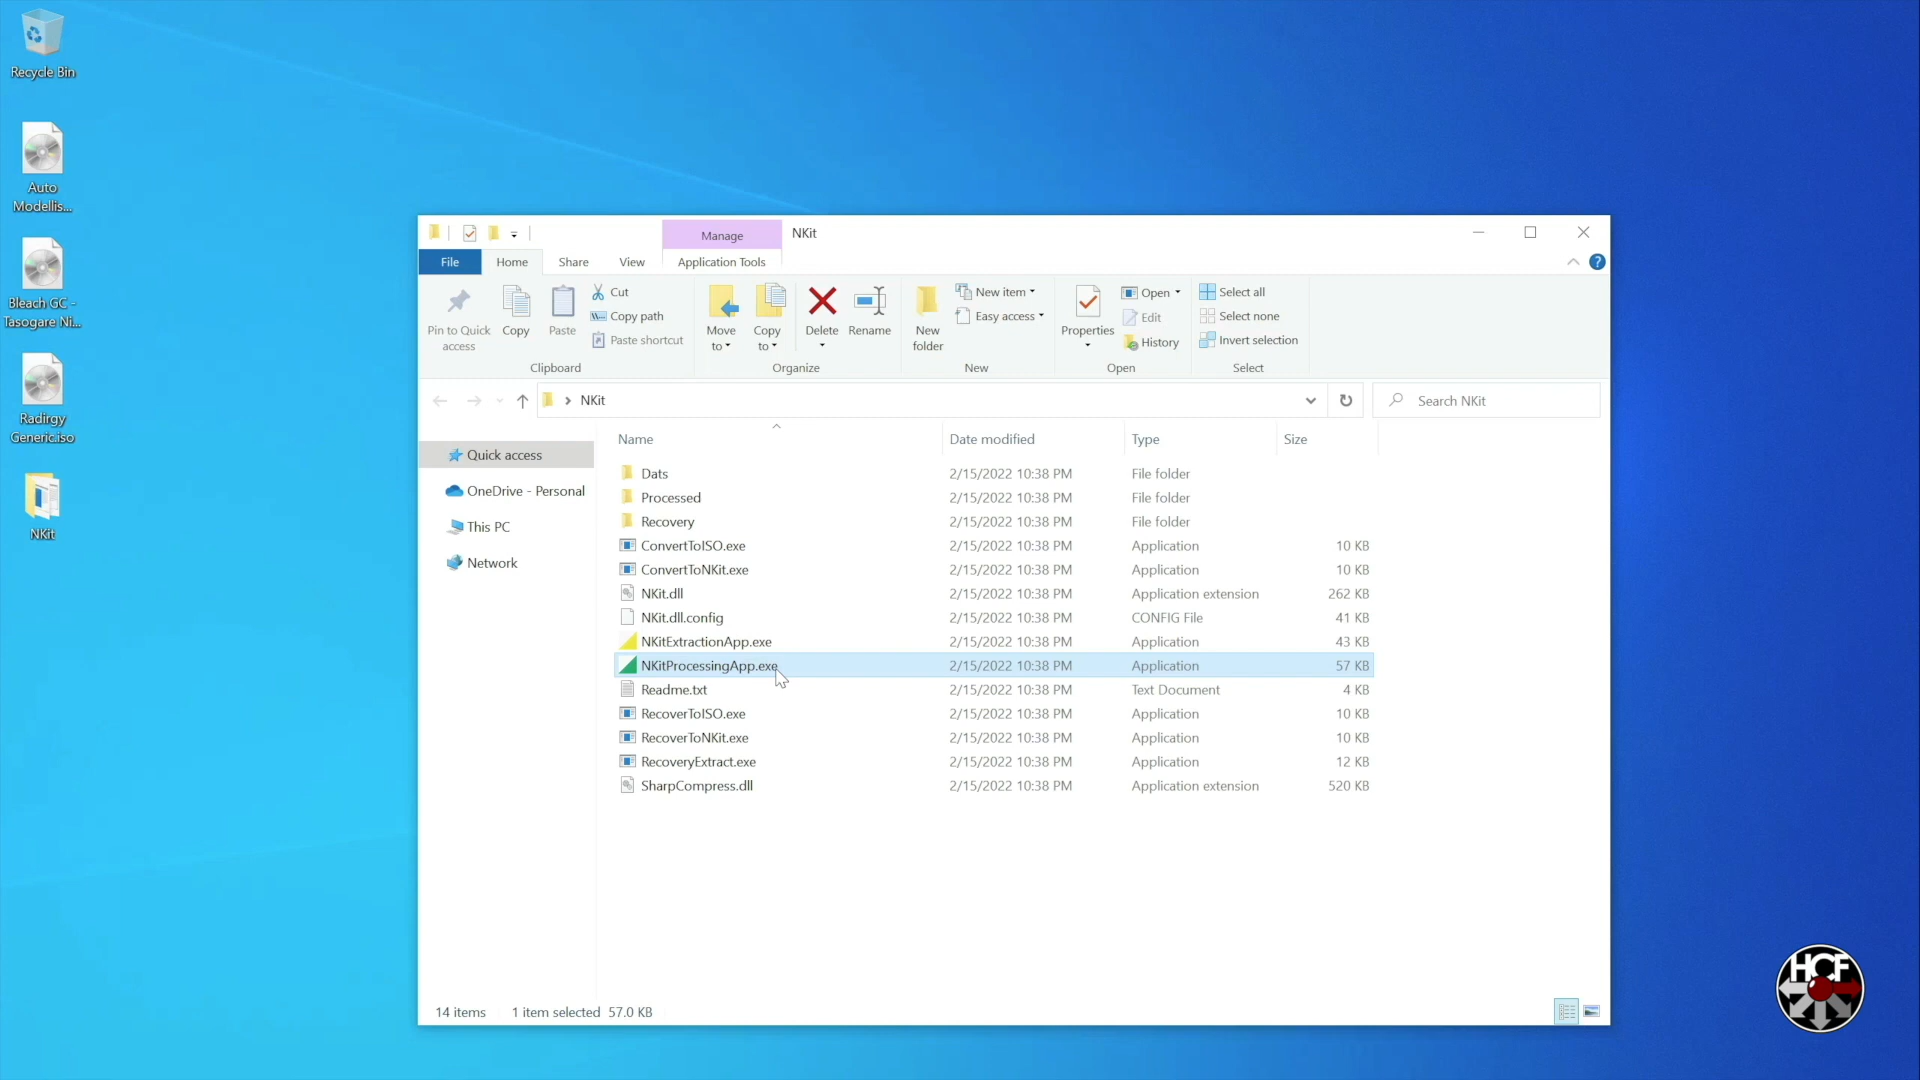 Recycle Bin
Auto
Modellis...
Bleach GC -
Tasogare Ni...
Radirgy
Generic.iso
NKit
Manage
NKit
File
Home
Share
View
Application Tools
?
Pin to Quick
access
Copy
Paste
Cut
Copy path
Paste shortcut
Clipboard
Move
to
Copy
to
Delete
Rename
Organize
New
folder
New item
Easy access
New
Properties
Open
Edit
History
Open
Select all
Select none
Invert selection
Select
NKit
Search NKit
Quick access
OneDrive - Personal
This PC
Network
Name Date modified Type Size
Dats 2/15/2022 10:38 PM File folder
Processed 2/15/2022 10:38 PM File folder
Recovery 2/15/2022 10:38 PM File folder
ConvertToISO.exe 2/15/2022 10:38 PM Application 10 KB
ConvertToNKit.exe 2/15/2022 10:38 PM Application 10 KB
NKit.dll 2/15/2022 10:38 PM Application extension 262 KB
NKit.dll.config 2/15/2022 10:38 PM CONFIG File 41 KB
NKitExtractionApp.exe 2/15/2022 10:38 PM Application 43 KB
NKitProcessingApp.exe 2/15/2022 10:38 PM Application 57 KB
Readme.txt 2/15/2022 10:38 PM Text Document 4 KB
RecoverToISO.exe 2/15/2022 10:38 PM Application 10 KB
RecoverToNKit.exe 2/15/2022 10:38 PM Application 10 KB
RecoveryExtract.exe 2/15/2022 10:38 PM Application 12 KB
SharpCompress.dll 2/15/2022 10:38 PM Application extension 520 KB
14 items 1 item selected 57.0 KB
HCF